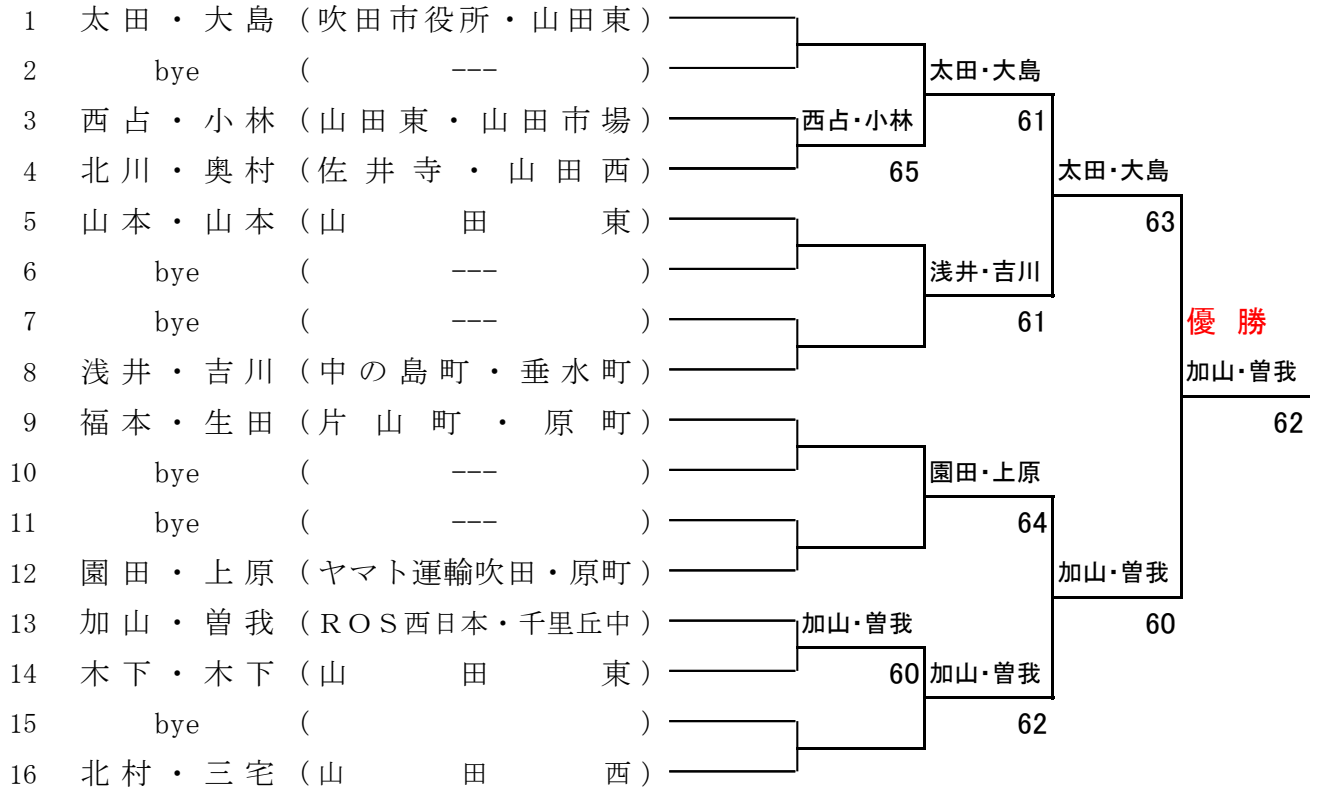 1 太田・大島 (吹田市役所・山田東)
2 bye ( --- )
太田・大島
3 西占・小林 (山田東・山田市場)
西占・小林
61
4 北川・奥村 (佐井寺・山田西)
65
太田・大島
5 山本・山本 (山田東)
63
6 bye ( --- )
浅井・吉川
7 bye ( --- )
61
優勝
8 浅井・吉川 (中の島町・垂水町)
加山・曽我
9 福本・生田 (片山町・原町)
62
10 bye ( --- )
園田・上原
11 bye ( --- )
64
12 園田・上原 (ヤマト運輸吹田・原町)
加山・曽我
13 加山・曽我 (ROS西日本・千里丘中)
加山・曽我
60
14 木下・木下 (山田東)
60
加山・曽我
15 bye ( )
62
16 北村・三宅 (山田西)